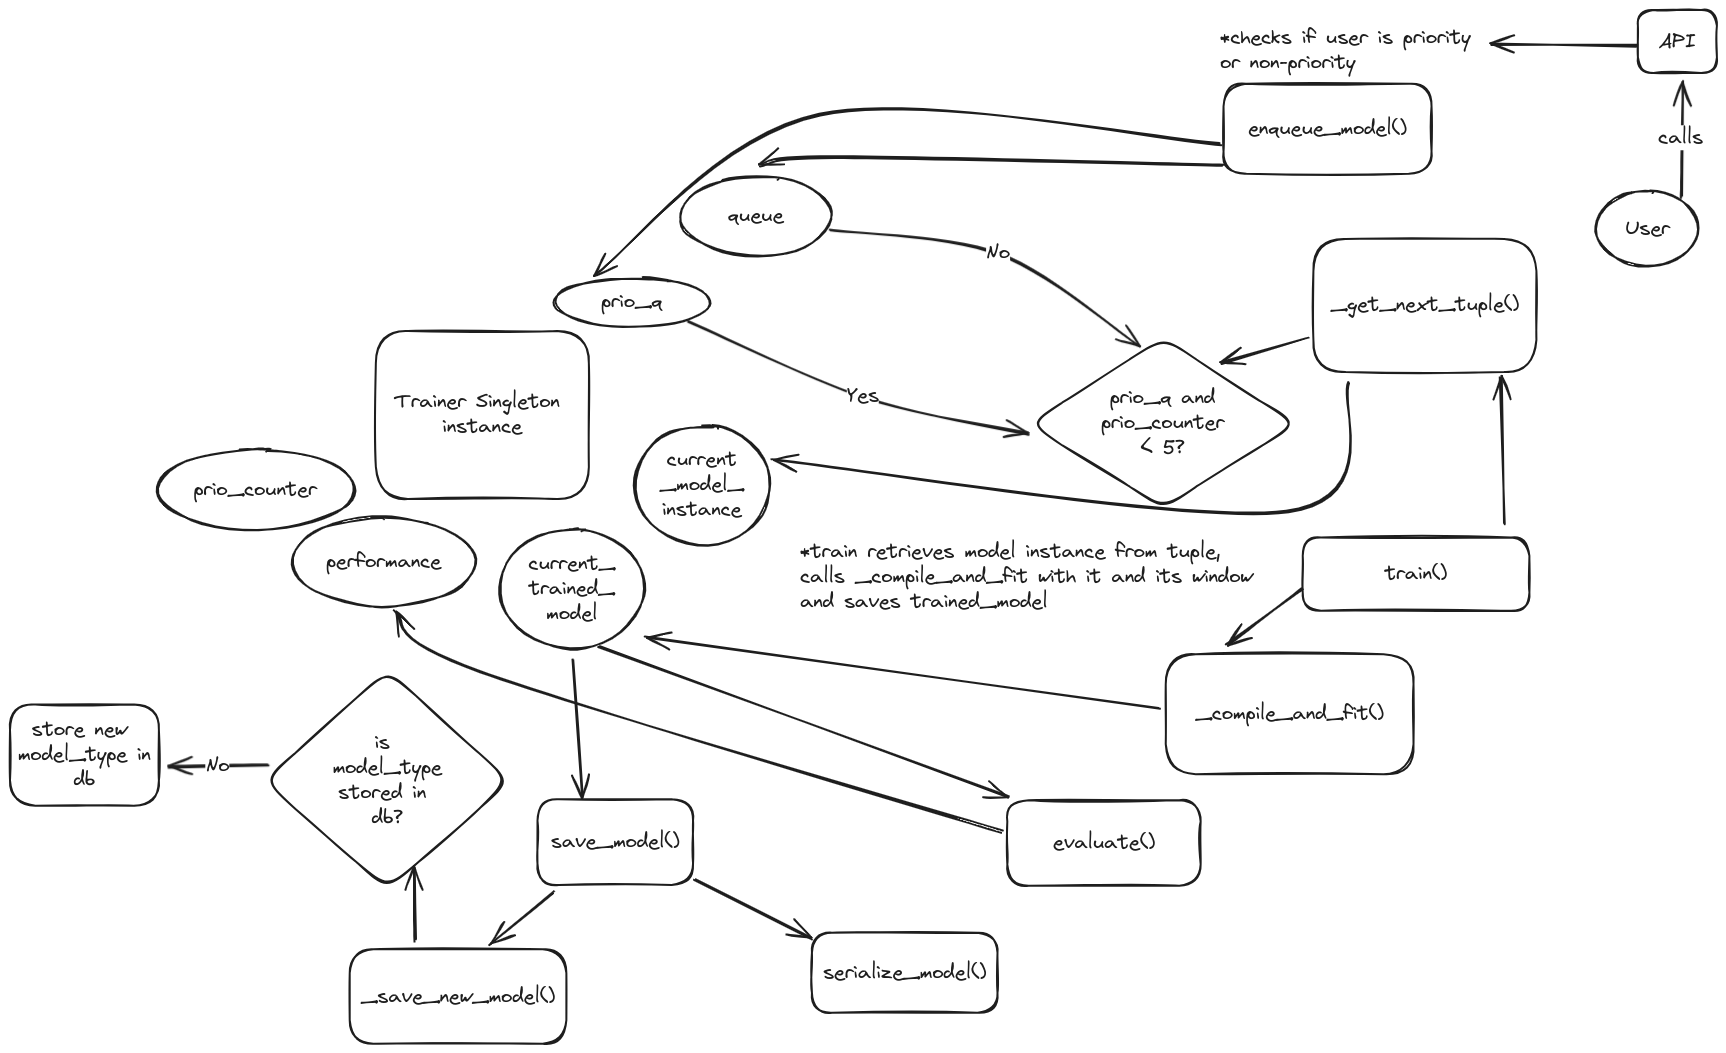 *checks if user is priority
or non-priority
API
calls
User
enqueue_model()
queue
No
prio_q
Yes
_get_next_tuple()
prio_q and
prio_counter
< 5?
Trainer Singleton
instance
current
_model_
instance
prio_counter
performance
current_
trained_
model
*train retrieves model instance from tuple,
calls _compile_and_fit with it and its window
and saves trained_model
train()
_compile_and_fit()
store new
model_type in
db
No
is
model_type
stored in
db?
save_model()
evaluate()
_save_new_model()
serialize_model()